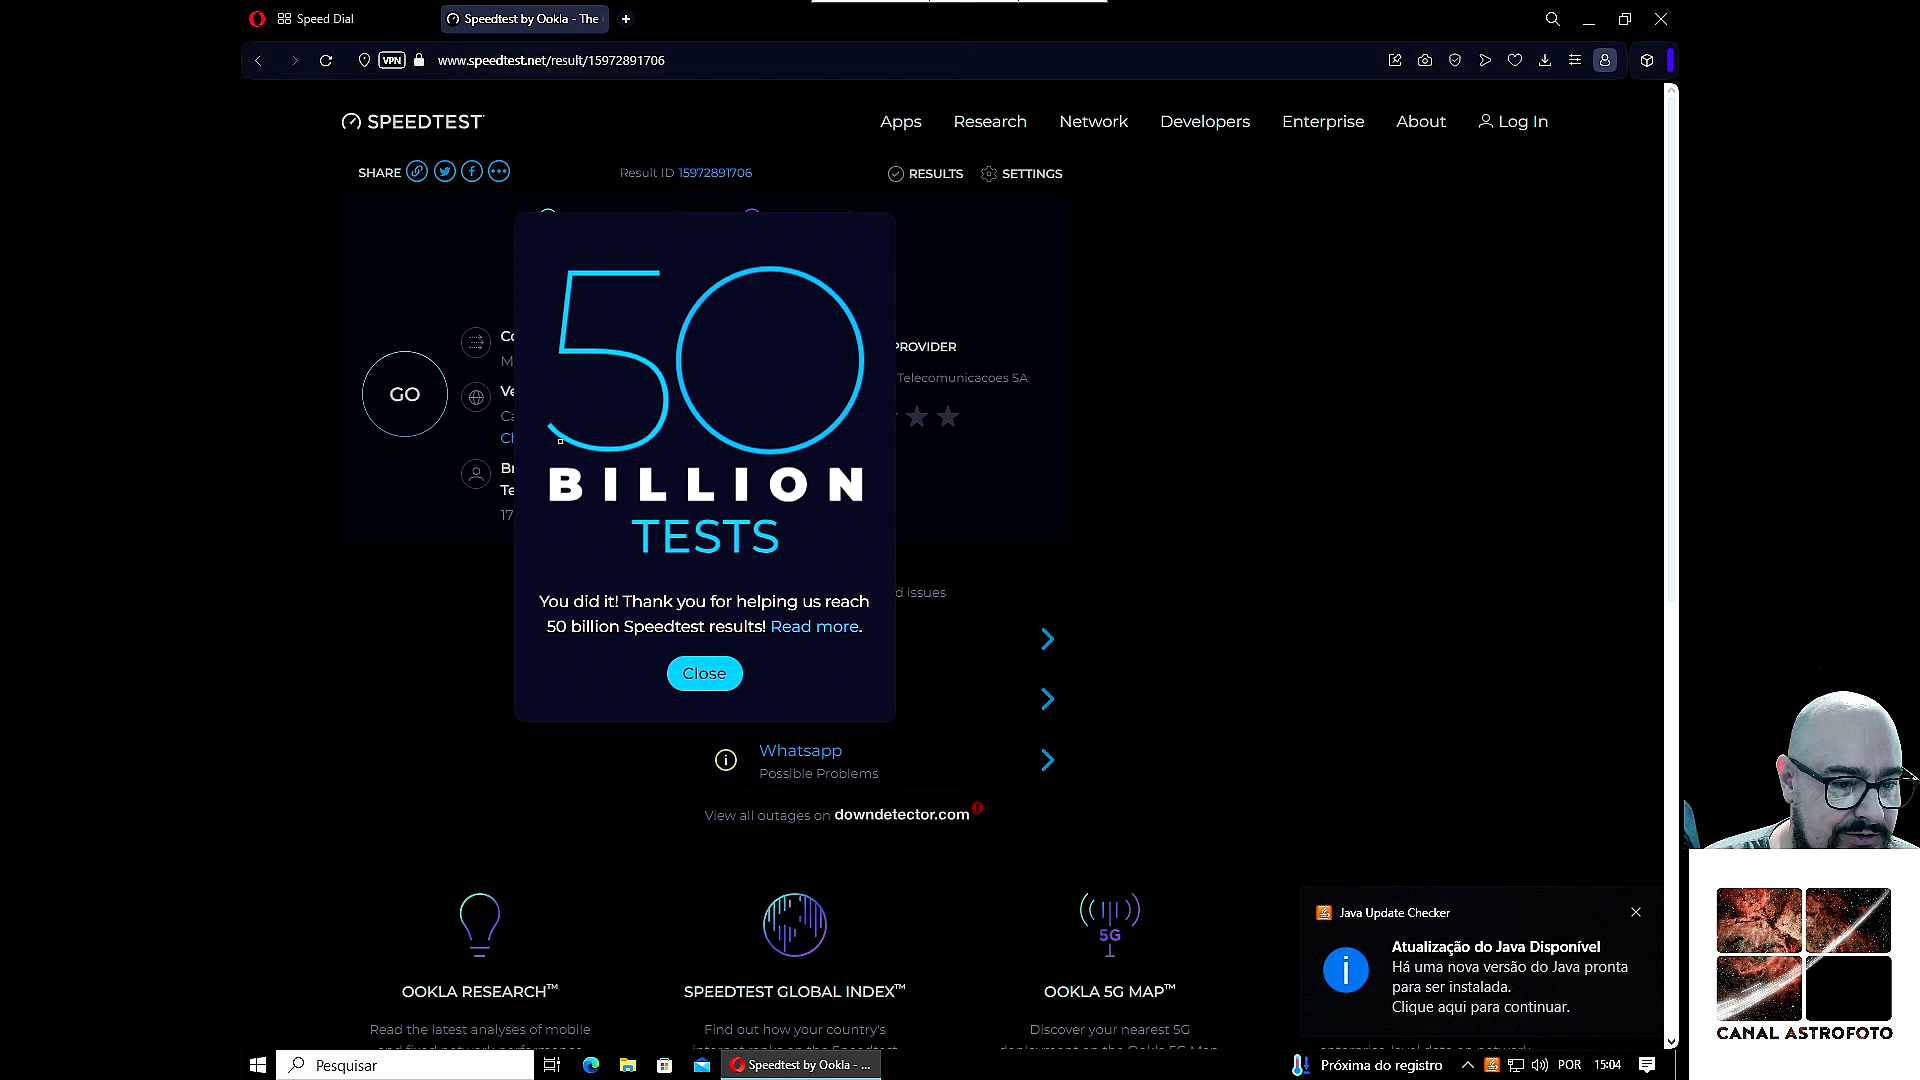 Speed Dial
Speedtest by Ookla - The
VPN
www.speedtest.net/result/15972891706
SPEEDTEST
Apps Research Network Developers Enterprise About Log In
SHARE
Result ID 15972891706
RESULTS SETTINGS
50
BILLION
TESTS
You did it! Thank you for helping us reach
50 billion Speedtest results! Read more.
Close
GO
PROVIDER
Telecomunicacoes SA
d issues
Whatsapp
Possible Problems
View all outages on downdetector.com
5G
OOKLA RESEARCH™
Read the latest analyses of mobile
SPEEDTEST GLOBAL INDEX™
Find out how your country's
OOKLA 5G MAP™
Discover your nearest 5G
Java Update Checker
Atualização do Java Disponível
Há uma nova versão do Java pronta
para ser instalada.
Clique aqui para continuar.
CANAL ASTROFOTO
Pesquisar
Speedtest by Ookla - ...
Próxima do registro
POR
15:04